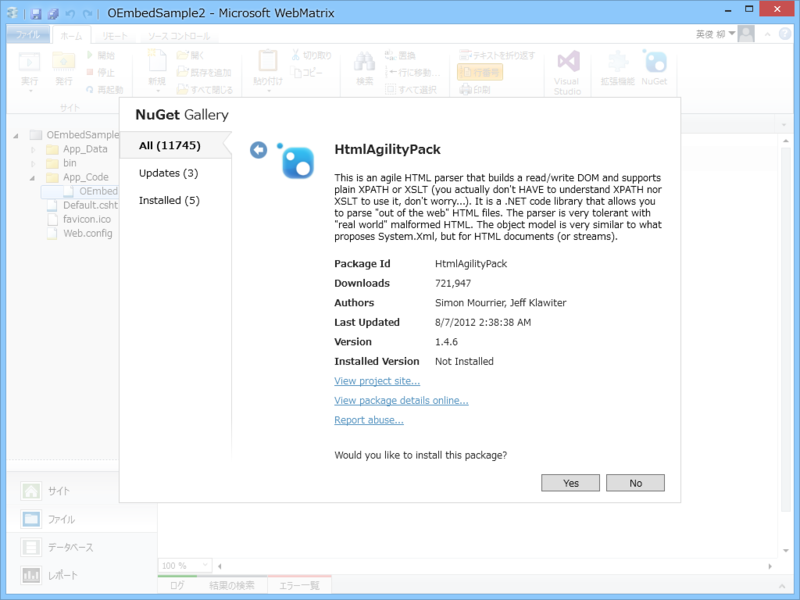 OEmbedSample2 - Microsoft WebMatrix
ファイル ホーム リモート ソース コントロール
英俊 柳
実行
発行
開始
停止
再起動
サイト
新規
開く
既存を追加
すべて閉じる
貼り付け
切り取り
コピー
検索
置換
行に移動...
すべて選択
テキストを折り返す
行番号
印刷
Visual
Studio
拡張機能
NuGet
OEmbedSample
App_Data
bin
App_Code
OEmbed
Default.csht
favicon.ico
Web.config
NuGet Gallery
All (11745)
Updates (3)
Installed (5)
HtmlAgilityPack
This is an agile HTML parser that builds a read/write DOM and supports
plain XPATH or XSLT (you actually don't HAVE to understand XPATH nor
XSLT to use it, don't worry...). It is a .NET code library that allows you
to parse "out of the web" HTML files. The parser is very tolerant with
"real world" malformed HTML. The object model is very similar to what
proposes System.Xml, but for HTML documents (or streams).
Package Id HtmlAgilityPack
Downloads 721,947
Authors Simon Mourrier, Jeff Klawiter
Last Updated 8/7/2012 2:38:38 AM
Version 1.4.6
Installed Version Not Installed
View project site...
View package details online...
Report abuse...
Would you like to install this package?
Yes No
サイト
ファイル
データベース
レポート
100 %
ログ 結果の検索 エラー一覧